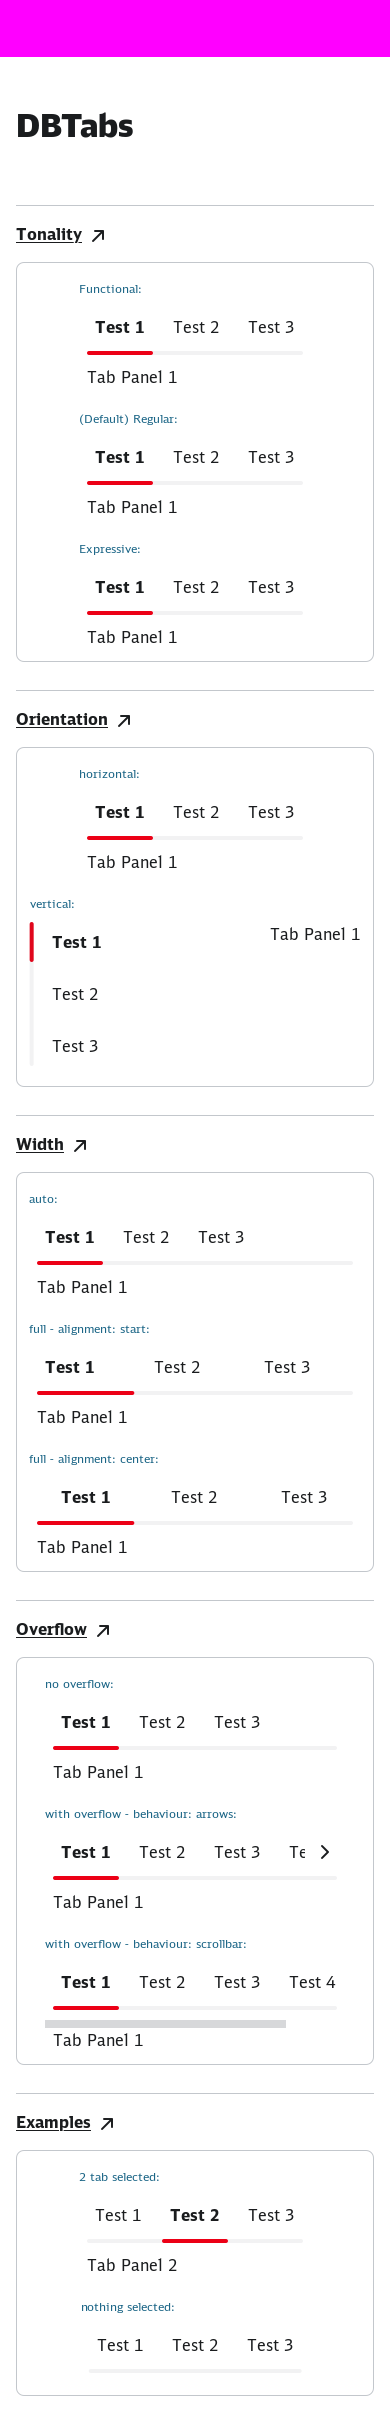 DBTabs
Tonality
Functional:
Test 1 Test 2 Test 3
Tab Panel 1
(Default) Regular:
Test 1 Test 2 Test 3
Tab Panel 1
Expressive:
Test 1 Test 2 Test 3
Tab Panel 1
Orientation
horizontal:
Test 1 Test 2 Test 3
Tab Panel 1
vertical:
Test 1 Tab Panel 1
Test 2
Test 3
Width
auto:
Test 1 Test 2 Test 3
Tab Panel 1
full - alignment: start:
Test 1 Test 2 Test 3
Tab Panel 1
full - alignment: center:
Test 1 Test 2 Test 3
Tab Panel 1
Overflow
no overflow:
Test 1 Test 2 Test 3
Tab Panel 1
with overflow - behaviour: arrows:
Test 1 Test 2 Test 3
Tab Panel 1
with overflow - behaviour: scrollbar:
Test 1 Test 2 Test 3 Test 4
Tab Panel 1
Examples
2 tab selected:
Test 1 Test 2 Test 3
Tab Panel 2
nothing selected:
Test 1 Test 2 Test 3